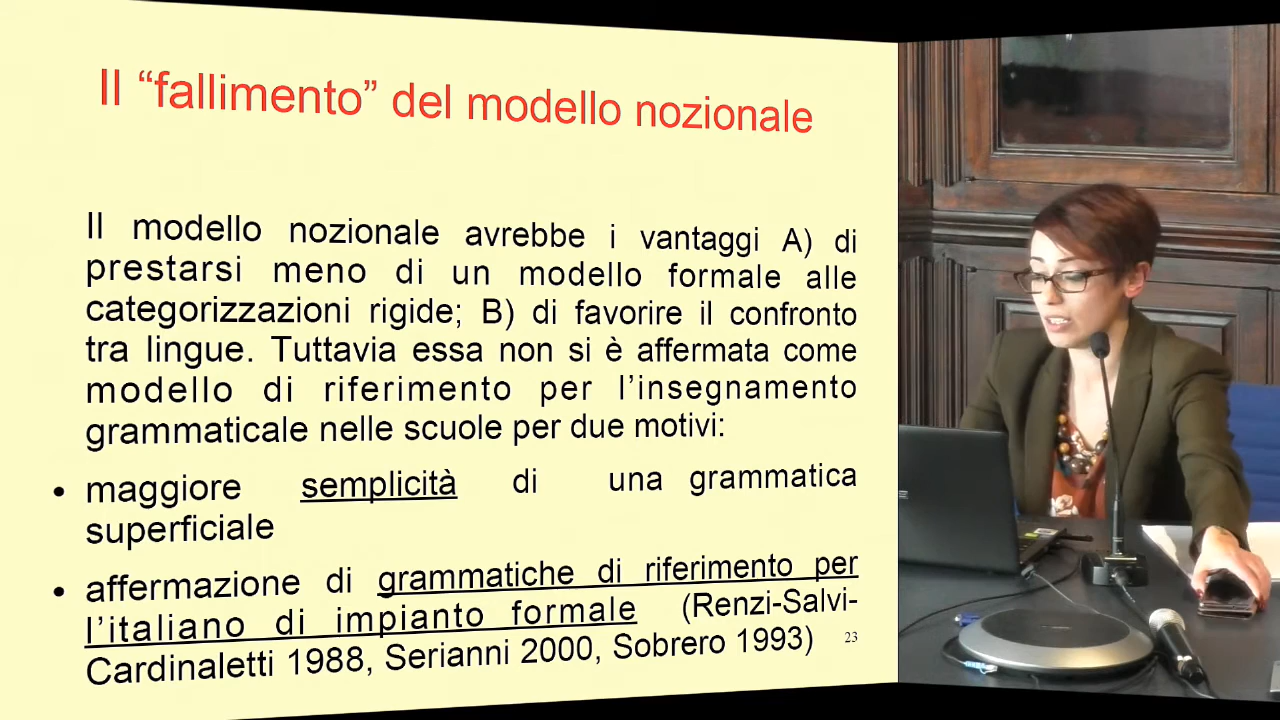 Il “fallimento” del modello nozionale
Il modello nozionale avrebbe i vantaggi A) di
prestarsi meno di un modello formale alle
categorizzazioni rigide; B) di favorire il confronto
tra lingue. Tuttavia essa non si è affermata come
modello di riferimento per l’insegnamento
grammaticale nelle scuole per due motivi:
• maggiore semplicità di una grammatica
superficiale
• affermazione di grammatiche di riferimento per
l’italiano di impianto formale (Renzi-Salvi-
Cardinaletti 1988, Serianni 2000, Sobrero 1993)
23